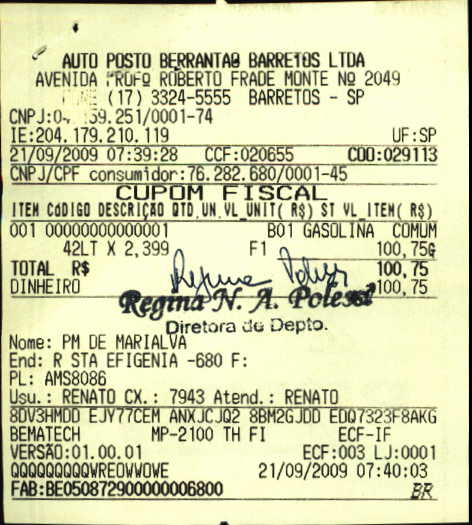 AUTO POSTO BERRANTAO BARRETOS LTDA
AVENIDA PROFO ROBERTO FRADE MONTE Nº 2049
(17) 3324-5555 BARRETOS - SP
.251/0001-74
IE:204.179.210.119 UF:SP
21/09/2009 07:39:28 CCF:020655 COO:029113
CNPJ/CPF consumidor:76.282.680/0001-45
CUPOM FISCAL
ITEM CÓDIGO DESCRIÇÃO QTD.UN.VL_UNIT( R$) ST VL_ITEM( R$)
001 00000000000001 B01 GASOLINA COMUM
42LT X 2,399 F1 100,75G
TOTAL R$ 100,75
DINHEIRO 100,75
Regina N. A. Polessi
Diretora de Depto.
Nome: PM DE MARIALVA
End: R STA EFIGENIA -680 F:
PL: AMS8086
Usu.: RENATO CX.: 7943 Atend.: RENATO
8DV3HMDD EJY77CEM ANXJCJQ2 8BM2GJDD EDQ7323F8AKG
BEMATECH MP-2100 TH FI ECF-IF
VERSÃO:01.00.01 ECF:003 LJ:0001
QQQQQQQQQWREOWWOWE 21/09/2009 07:40:03
FAB:BE050872900000006800 BR